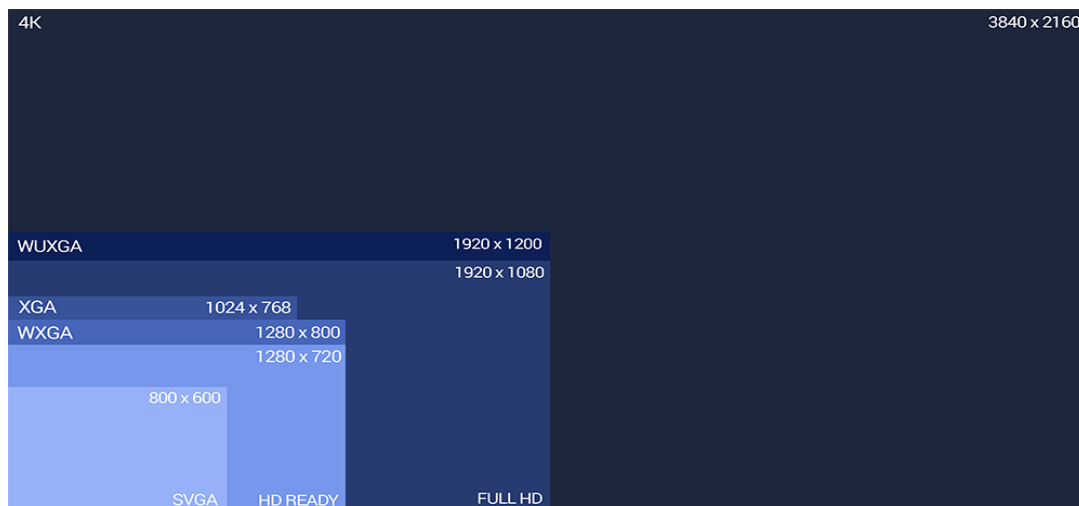 4K 3840 x 2160
WUXGA 1920 x 1200
1920 x 1080
XGA 1024 x 768
WXGA 1280 x 800
1280 x 720
800 x 600
SVGA HD READY FULL HD